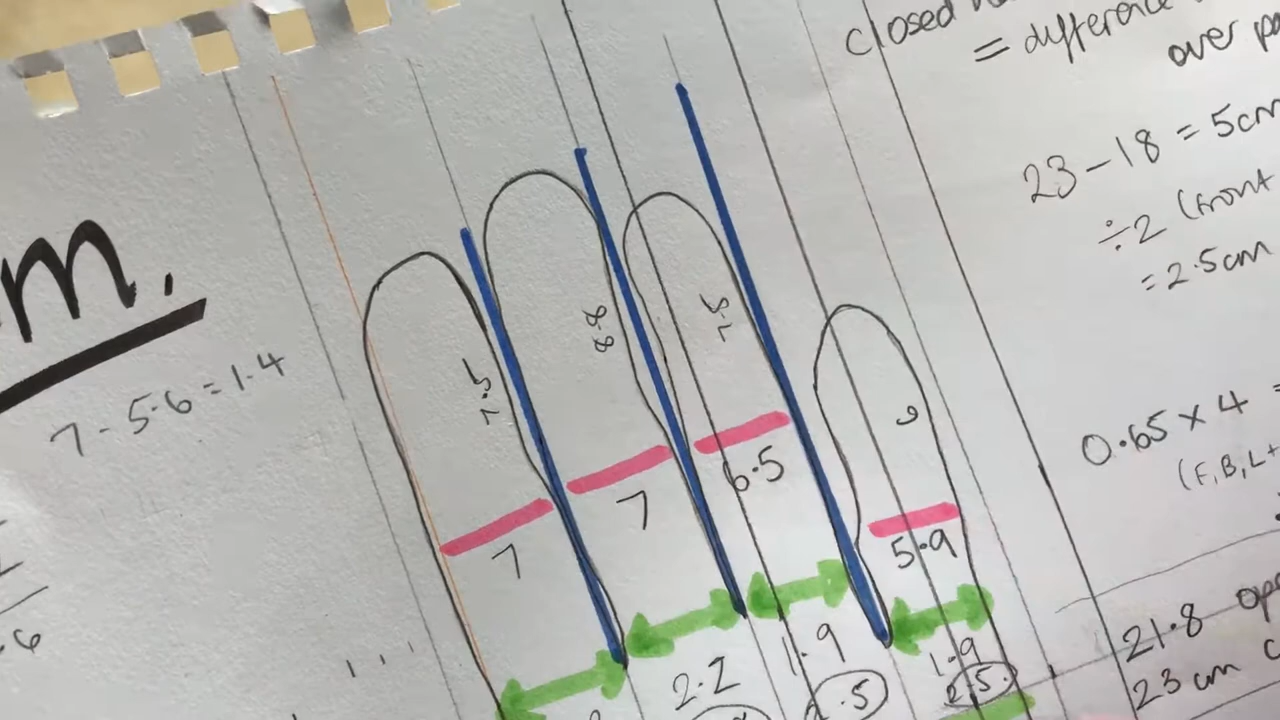 closed
= difference
over
23-18 = 5cm
÷2 (front
= 2.5cm
m.
7-5.6=1.4
7.5
8.8
6
7
7
6.5
5.9
0.65 x 4 =
(F, B, L+
2.2
1.9
1.9
.5
2.5
21.8
23 cm
.6